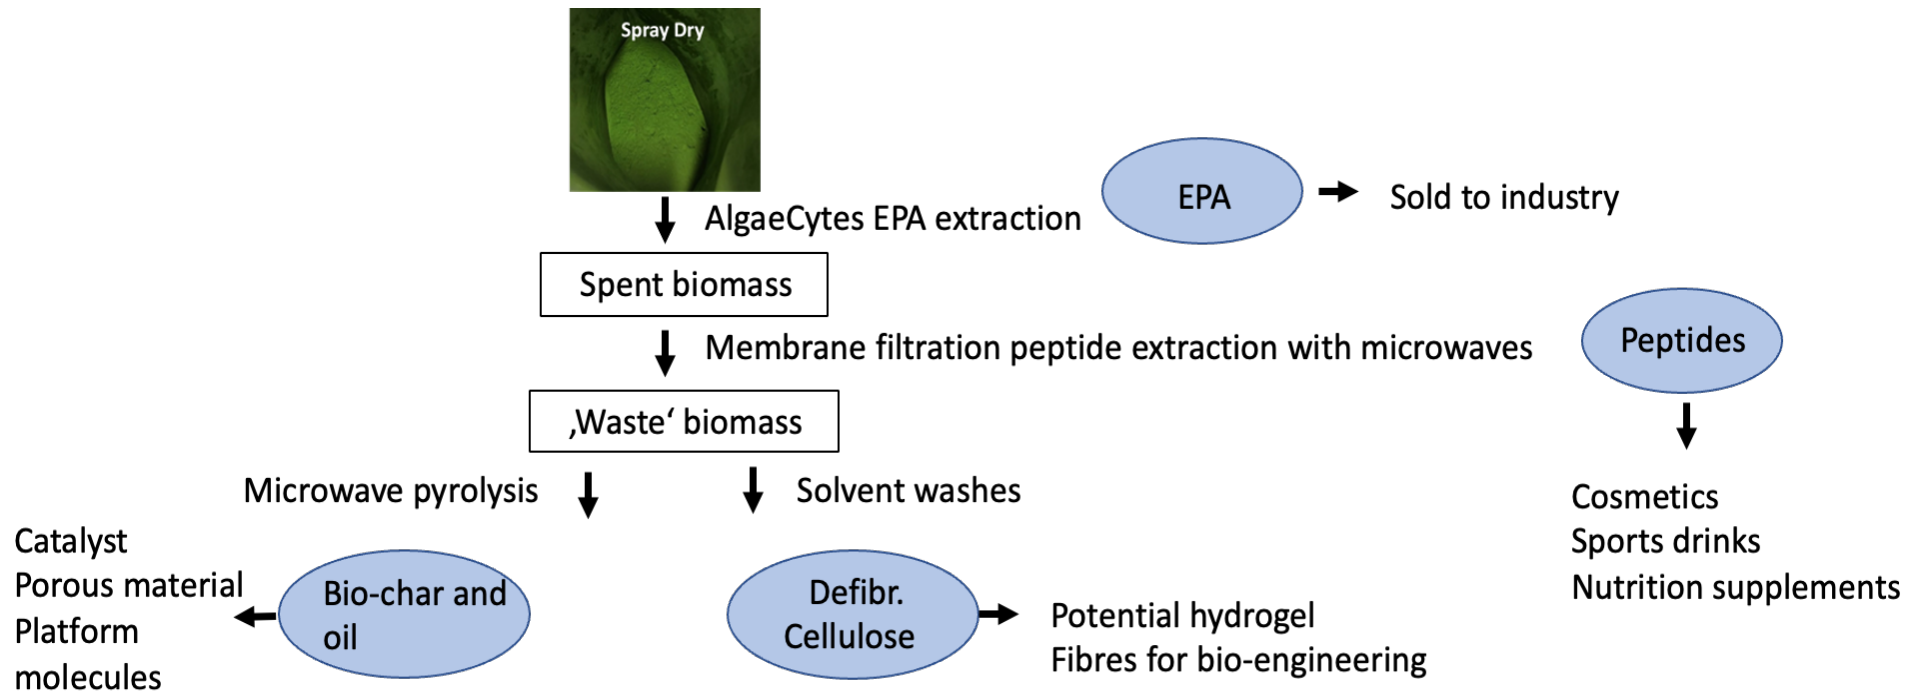 Spray Dry
AlgaeCytes EPA extraction
EPA
Sold to industry
Spent biomass
Membrane filtration peptide extraction with microwaves
Peptides
‚Waste‘ biomass
Microwave pyrolysis
Solvent washes
Cosmetics
Sports drinks
Nutrition supplements
Catalyst
Porous material
Platform
molecules
Bio-char and
oil
Defibr.
Cellulose
Potential hydrogel
Fibres for bio-engineering